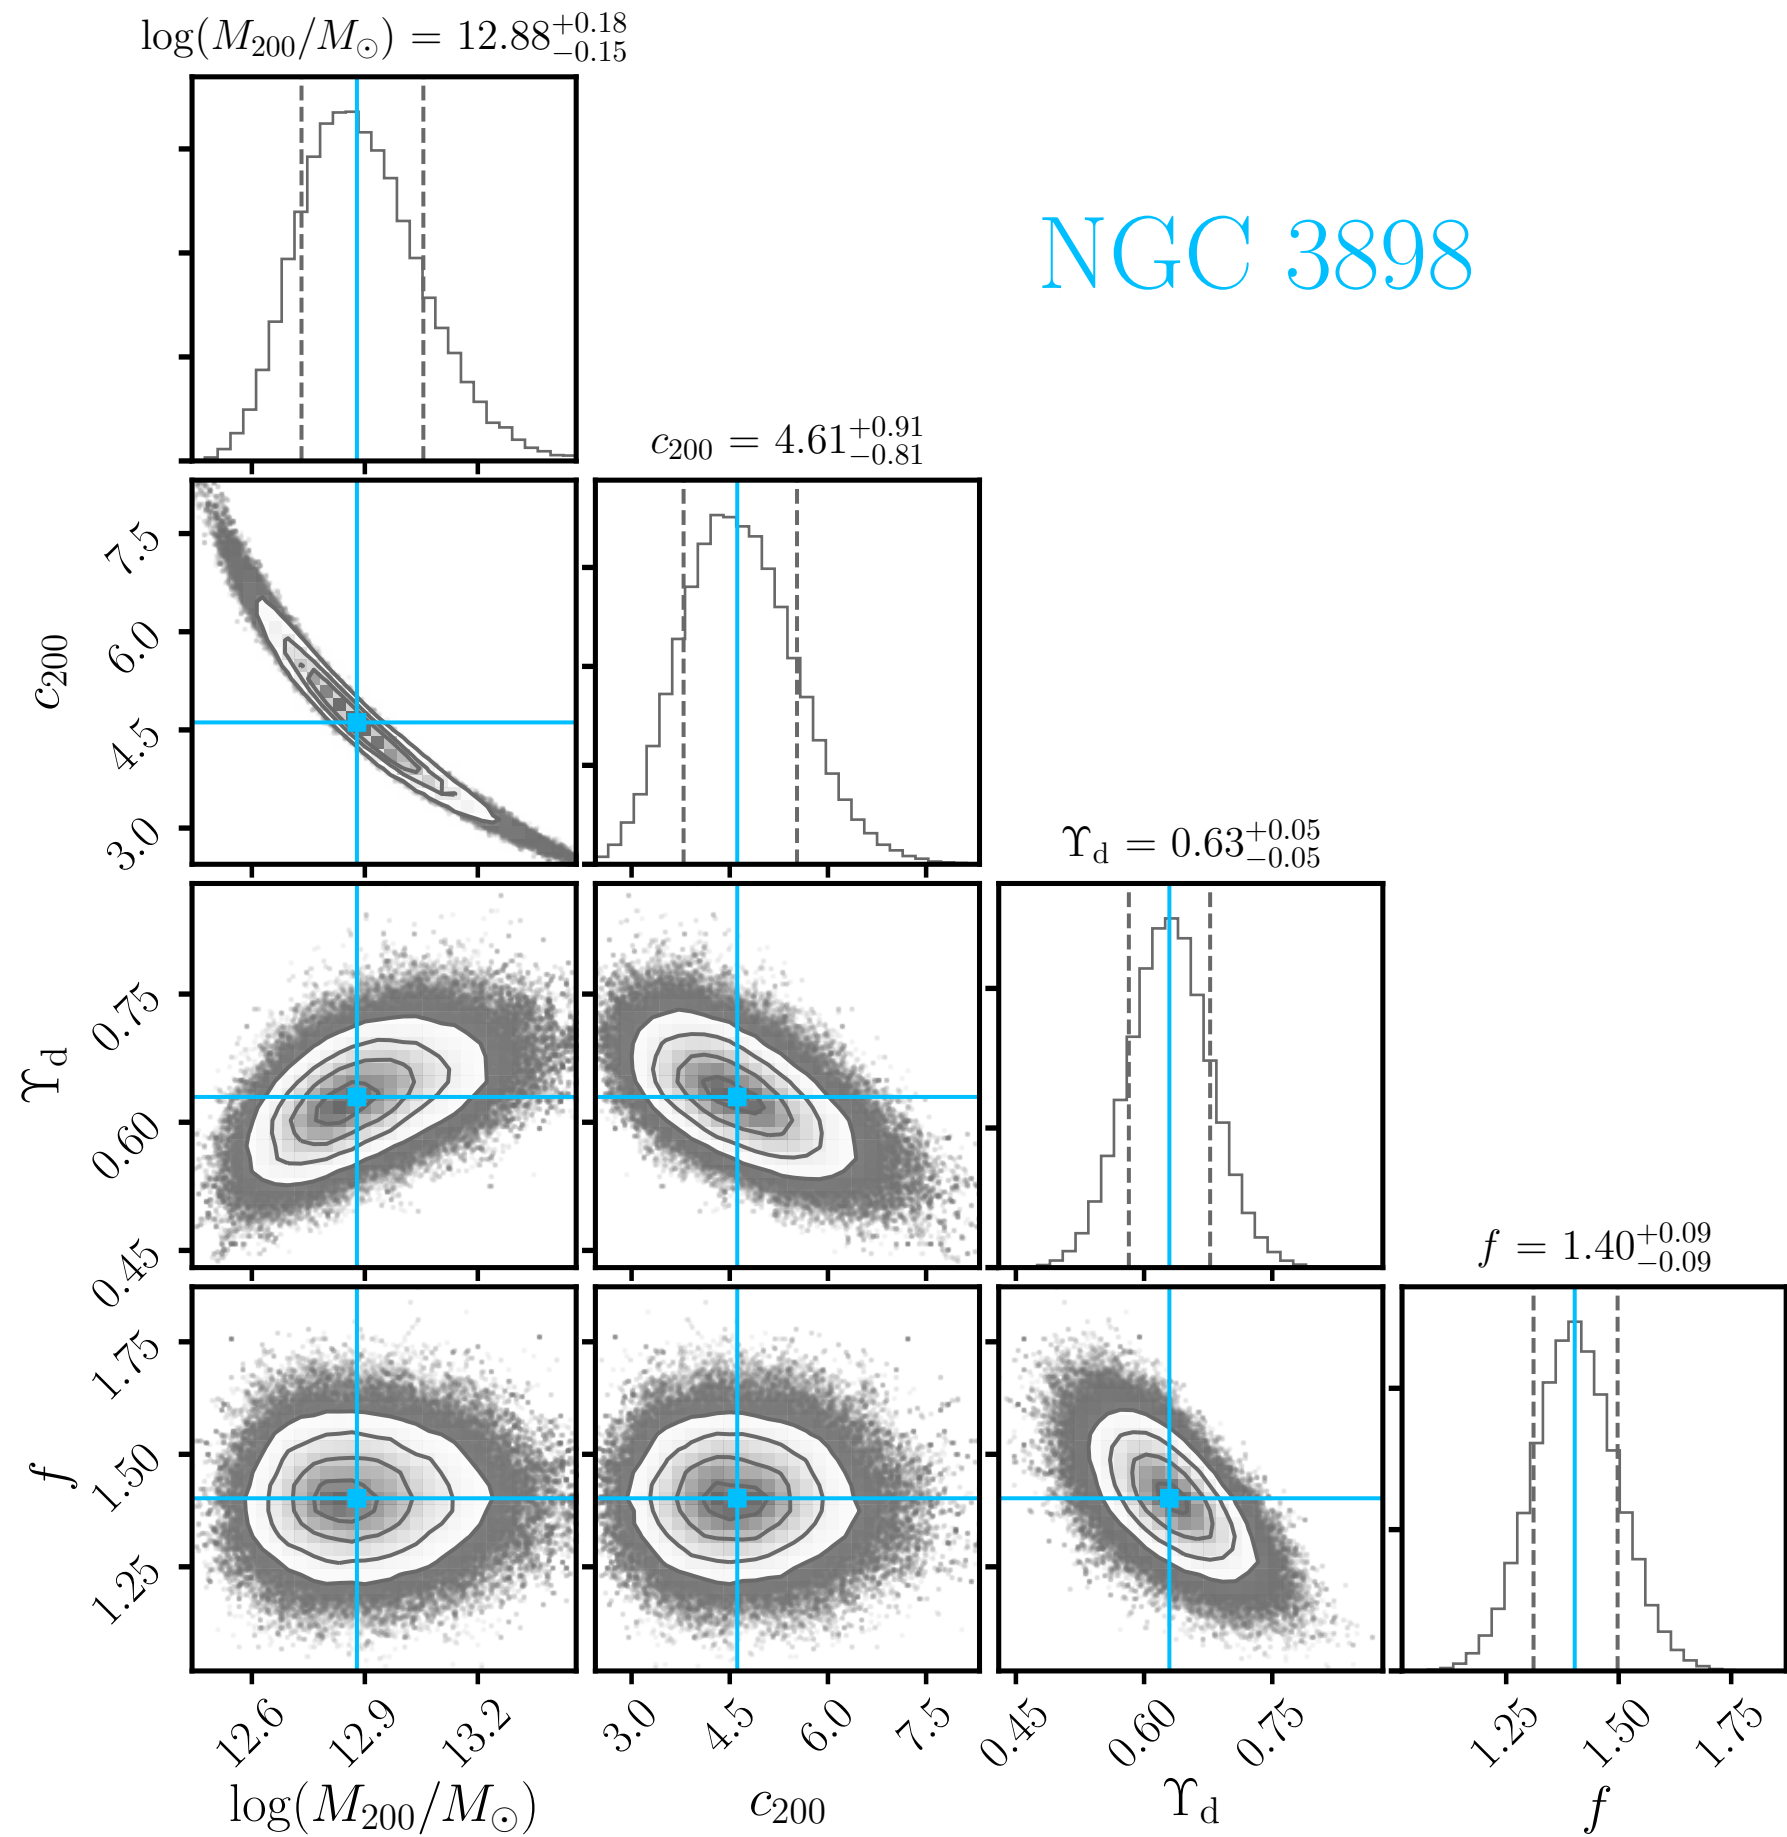 log(M₂₀₀/M⊙) = 12.88 +0.18 −0.15
NGC 3898
c₂₀₀ = 4.61 +0.91 −0.81
7.5
6.0
4.5
3.0
c₂₀₀
ϒd = 0.63 +0.05 −0.05
0.75
0.60
0.45
ϒd
f = 1.40 +0.09 −0.09
1.75
1.50
1.25
f
12.6 12.9 13.2 3.0 4.5 6.0 7.5 0.45 0.60 0.75 1.25 1.50 1.75
log(M₂₀₀/M⊙) c₂₀₀ ϒd f